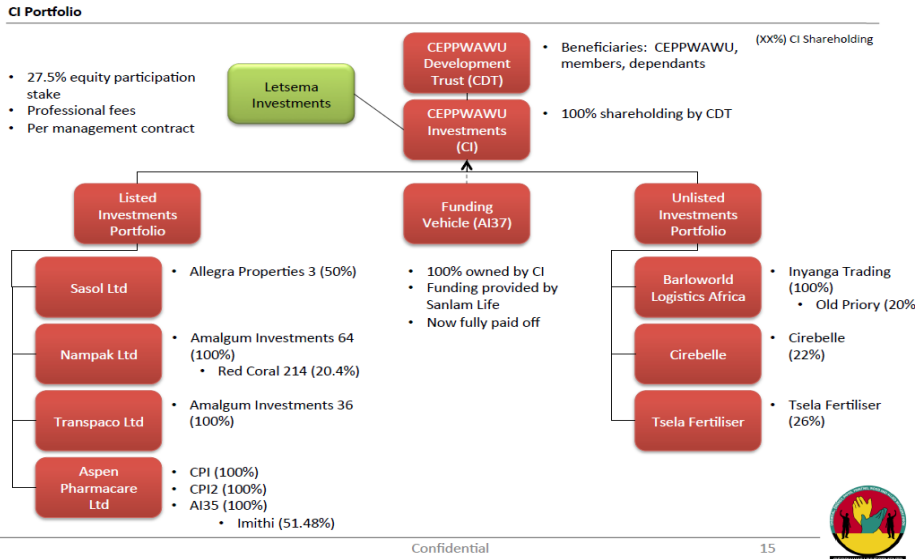 CI Portfolio
(XX%) CI Shareholding
• 27.5% equity participation
stake
• Professional fees
• Per management contract
Letsema
Investments
CEPPWAWU
Development
Trust (CDT)
• Beneficiaries: CEPPWAWU,
members, dependants
CEPPWAWU
Investments
(CI)
• 100% shareholding by CDT
Listed
Investments
Portfolio
Funding
Vehicle (AI37)
Unlisted
Investments
Portfolio
Sasol Ltd
• Allegra Properties 3 (50%)
Nampak Ltd
• Amalgum Investments 64
(100%)
• Red Coral 214 (20.4%)
Transpaco Ltd
• Amalgum Investments 36
(100%)
Aspen
Pharmacare
Ltd
• CPI (100%)
• CPI2 (100%)
• AI35 (100%)
• Imithi (51.48%)
• 100% owned by CI
• Funding provided by
Sanlam Life
• Now fully paid off
Barloworld
Logistics Africa
• Inyanga Trading
(100%)
• Old Priory (20%
Cirebelle
• Cirebelle
(22%)
Tsela Fertiliser
• Tsela Fertiliser
(26%)
Confidential
15